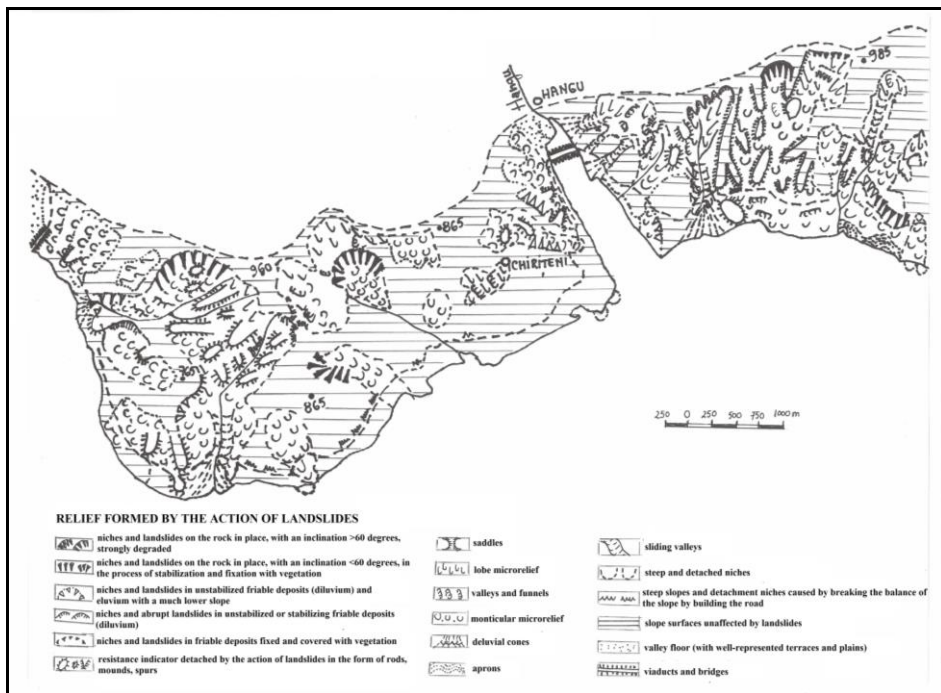 Hangu
HANGU
985
865
CHIRITENI
960
765
865
250 0 250 500 750 1000 m
RELIEF FORMED BY THE ACTION OF LANDSLIDES
niches and landslides on the rock in place, with an inclination >60 degrees,
strongly degraded
niches and landslides on the rock in place, with an inclination <60 degrees, in
the process of stabilization and fixation with vegetation
niches and landslides in unstabilized friable deposits (diluvium) and
eluvium with a much lower slope
niches and abrupt landslides in unstabilized or stabilizing friable deposits
(diluvium)
niches and landslides in friable deposits fixed and covered with vegetation
resistance indicator detached by the action of landslides in the form of rods,
mounds, spurs
saddles
lobe microrelief
valleys and funnels
monticular microrelief
deluvial cones
aprons
sliding valleys
steep and detached niches
steep slopes and detachment niches caused by breaking the balance of
the slope by building the road
slope surfaces unaffected by landslides
valley floor (with well-represented terraces and plains)
viaducts and bridges